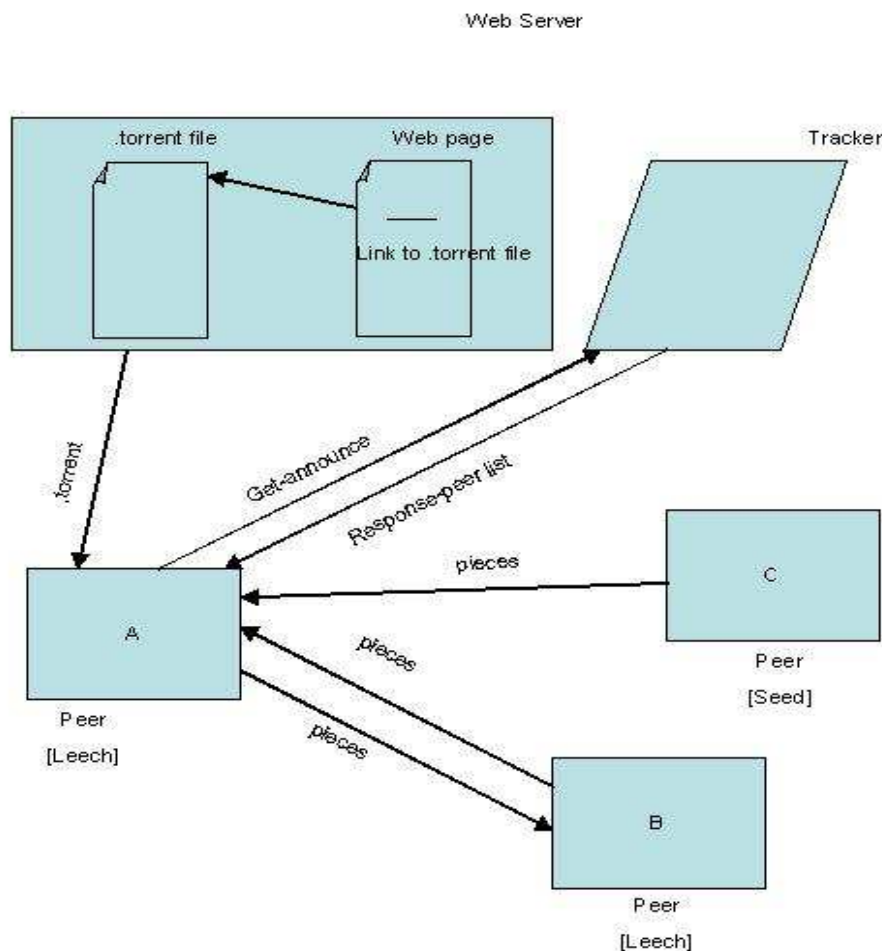 Web Server
.torrent file
Web page
Tracker
Link to .torrent file
.torrent
Get-announce
Response-peer list
pieces
C
A
pieces
Peer
[Seed]
Peer
[Leech]
pieces
B
Peer
[Leech]